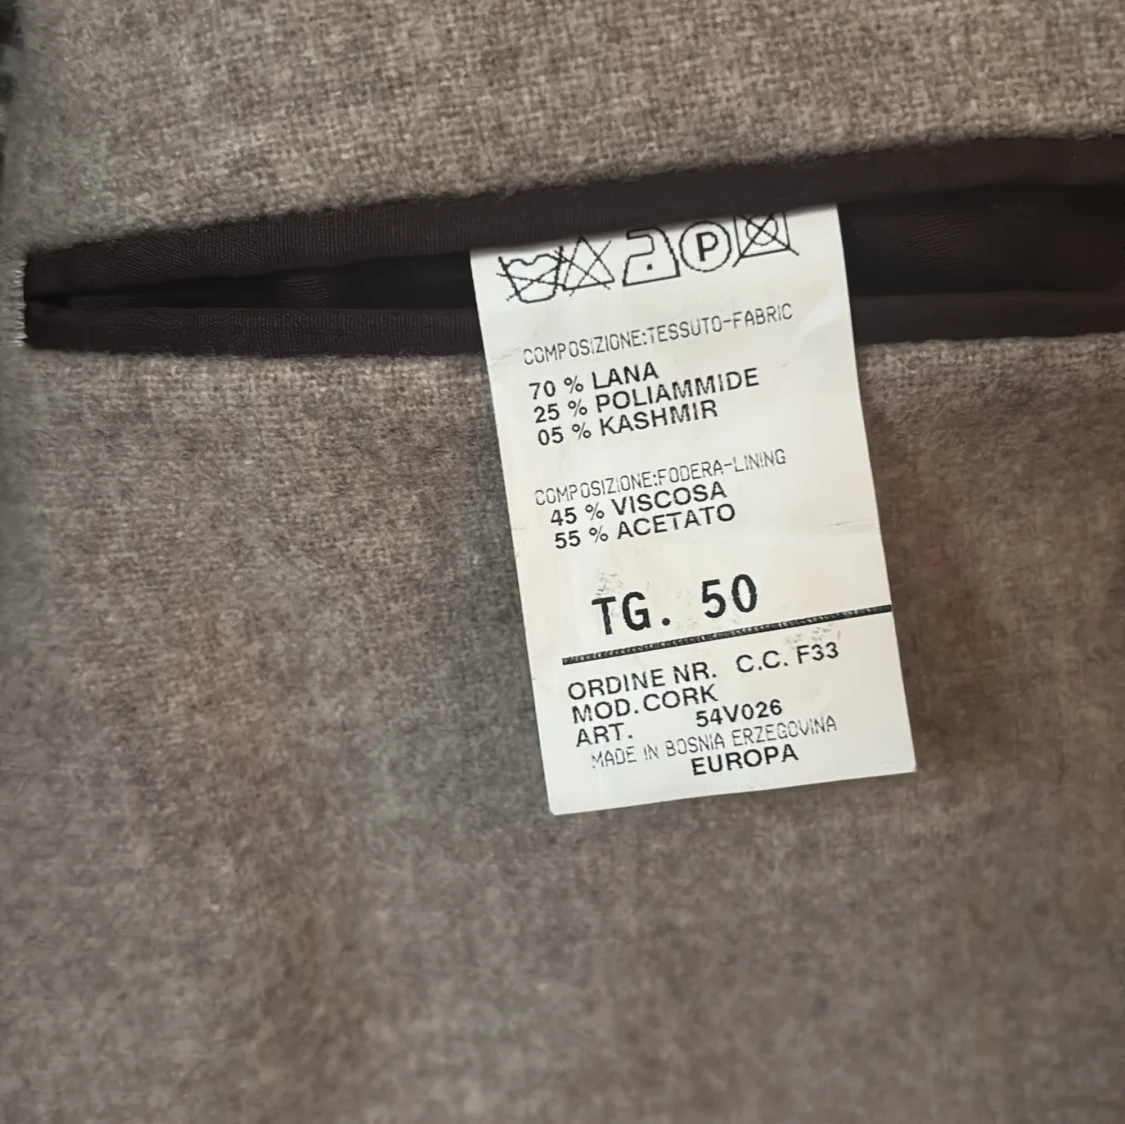 P
COMPOSIZIONE:TESSUTO-FABRIC
70 % LANA
25 % POLIAMMIDE
05 % KASHMIR
COMPOSIZIONE:FODERA-LINING
45 % VISCOSA
55 % ACETATO
TG. 50
ORDINE NR. C.C. F33
MOD.CORK
ART. 54V026
MADE IN BOSNIA ERZEGOVINA
EUROPA